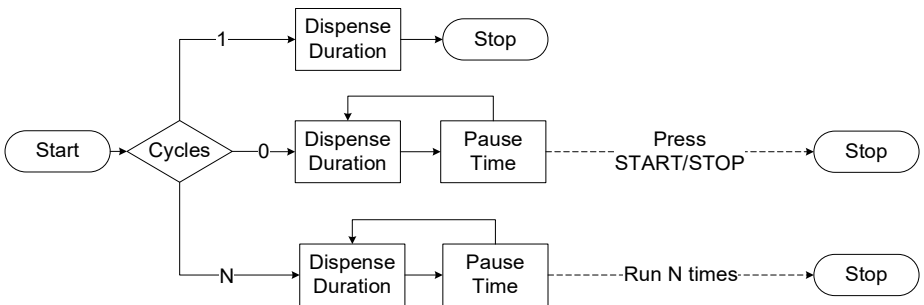 Dispense
Duration
Stop
1
Start
Cycles
0
Dispense
Duration
Pause
Time
Press
START/STOP
Stop
N
Dispense
Duration
Pause
Time
Run N times
Stop